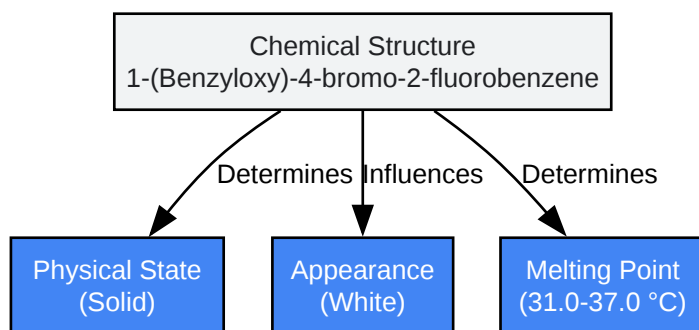 Chemical Structure
1-(Benzyloxy)-4-bromo-2-fluorobenzene
Determines
Influences
Determines
Physical State
(Solid)
Appearance
(White)
Melting Point
(31.0-37.0 °C)